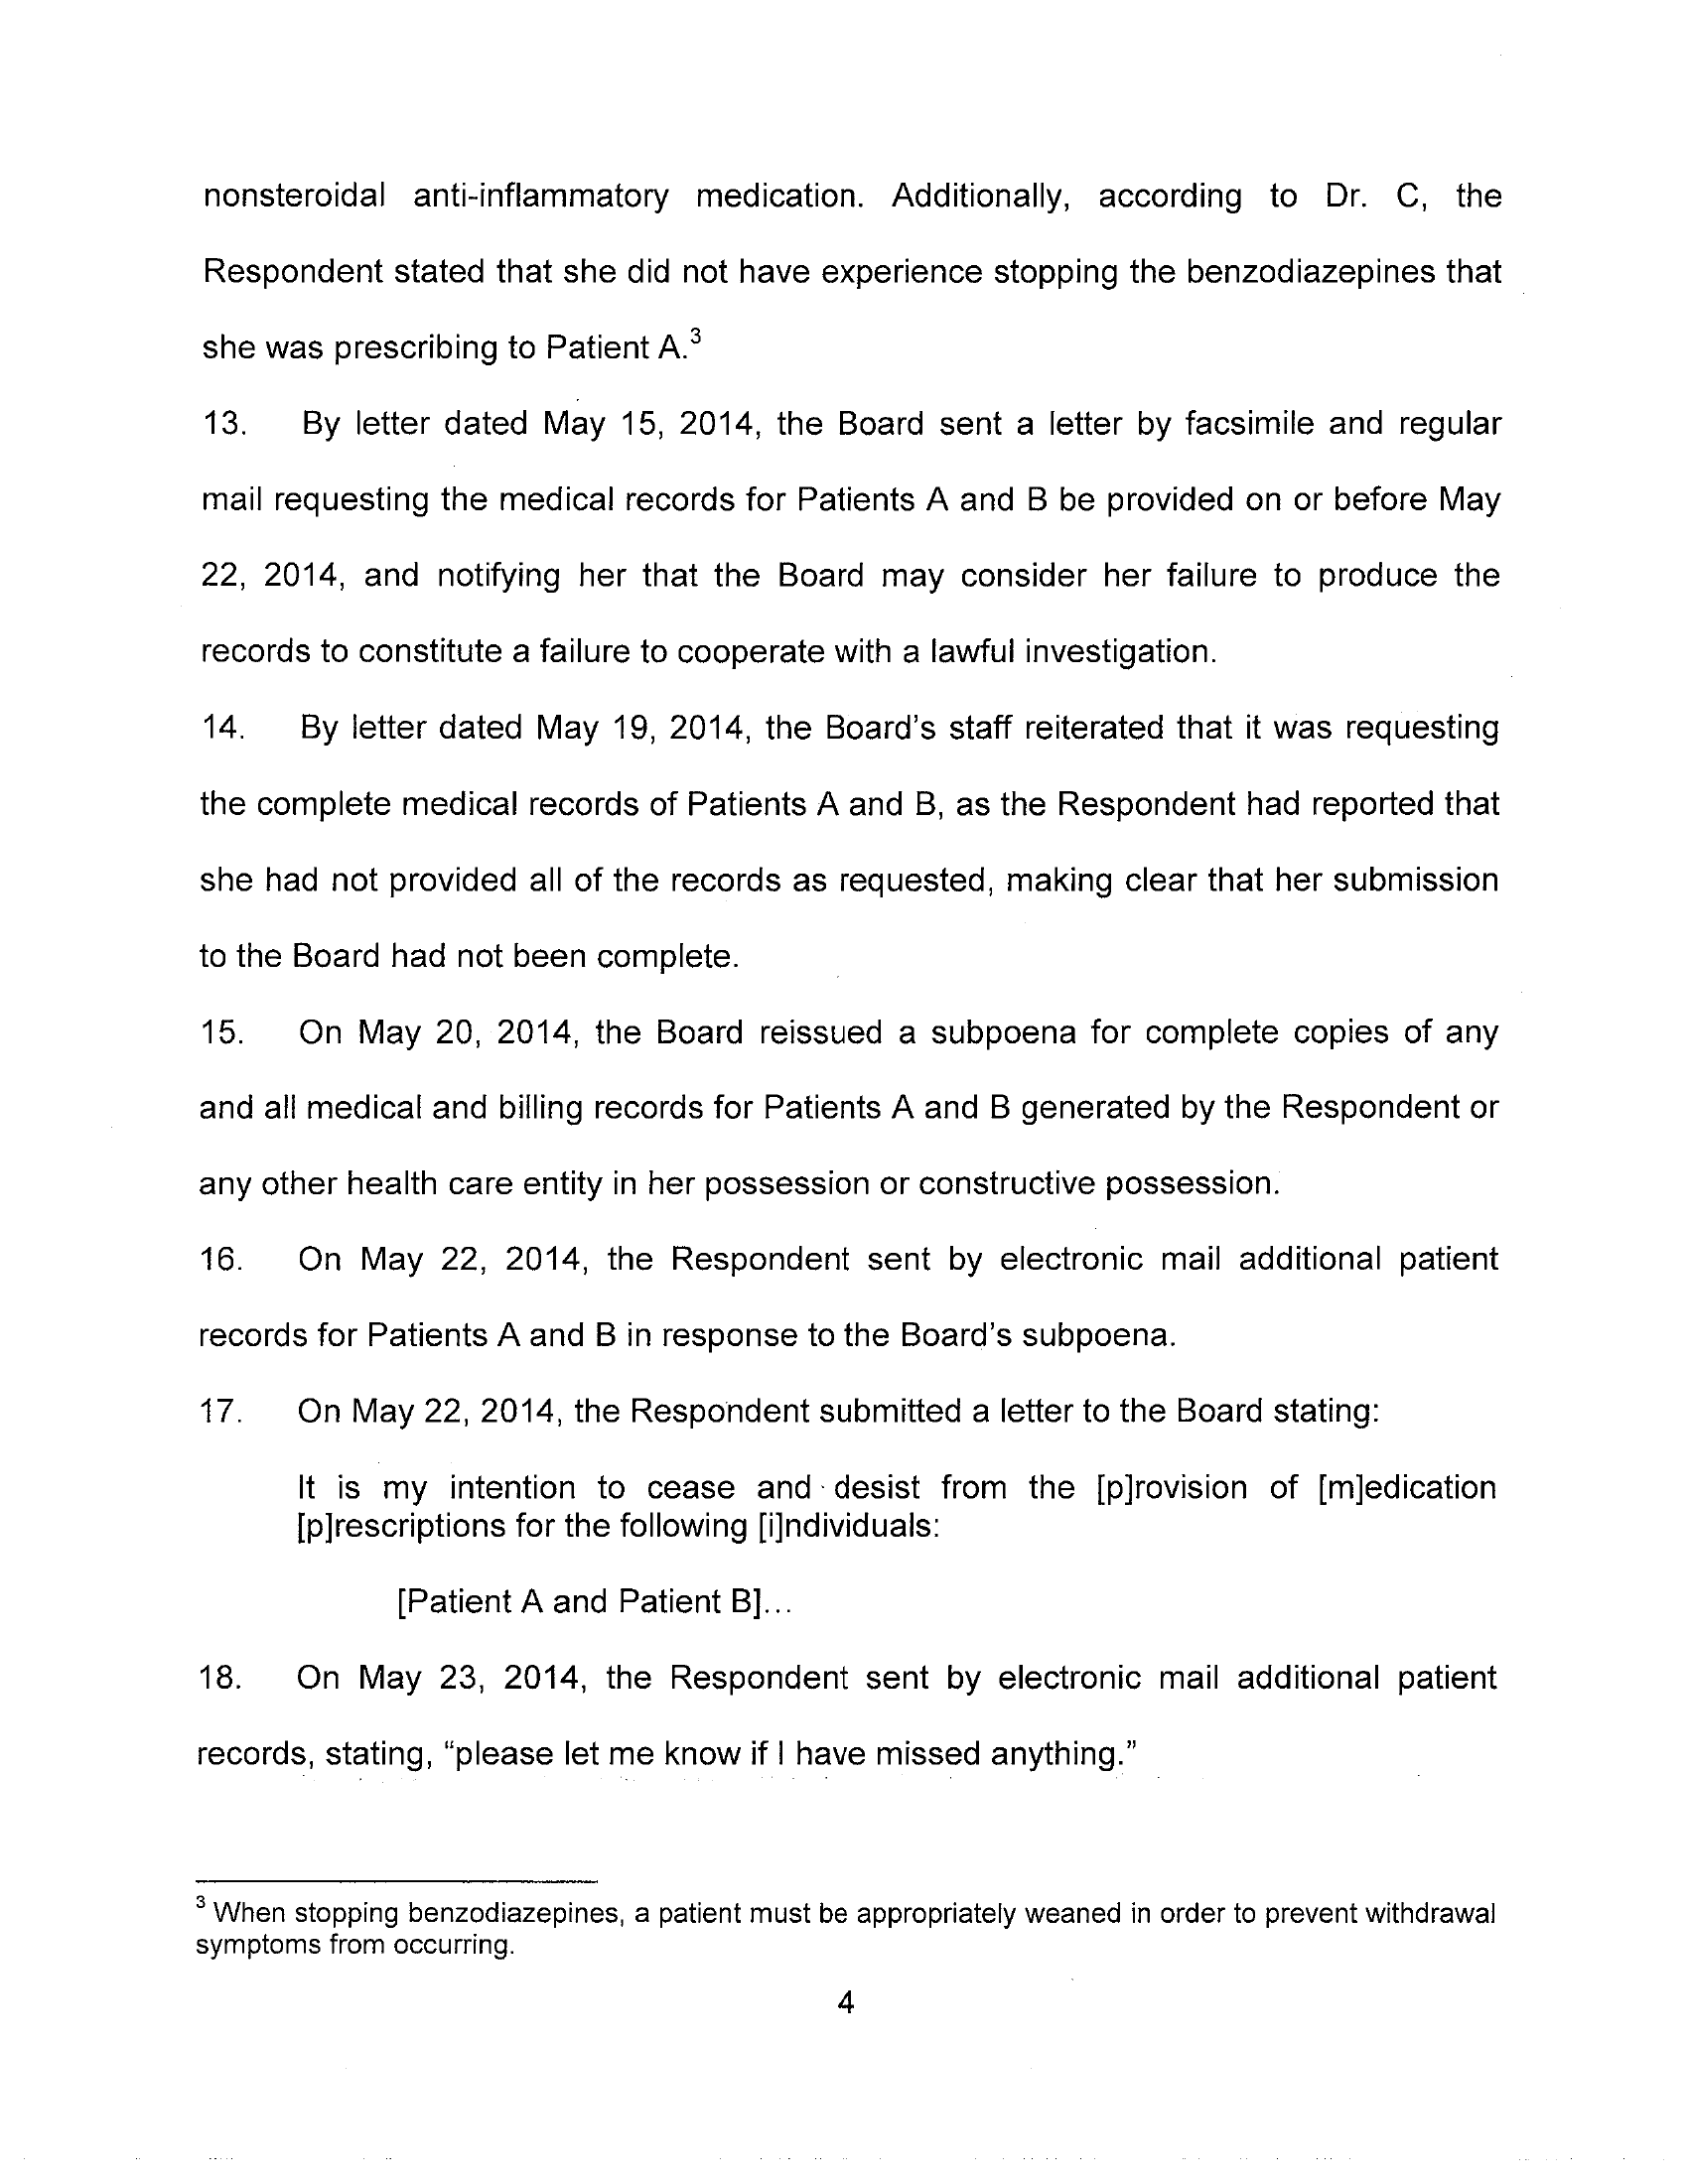 nonsteroidal anti-inflammatory medication. Additionally, according to Dr. C, the
Respondent stated that she did not have experience stopping the benzodiazepines that
she was prescribing to Patient A.³
13. By letter dated May 15, 2014, the Board sent a letter by facsimile and regular
mail requesting the medical records for Patients A and B be provided on or before May
22, 2014, and notifying her that the Board may consider her failure to produce the
records to constitute a failure to cooperate with a lawful investigation.
14. By letter dated May 19, 2014, the Board's staff reiterated that it was requesting
the complete medical records of Patients A and B, as the Respondent had reported that
she had not provided all of the records as requested, making clear that her submission
to the Board had not been complete.
15. On May 20, 2014, the Board reissued a subpoena for complete copies of any
and all medical and billing records for Patients A and B generated by the Respondent or
any other health care entity in her possession or constructive possession.
16. On May 22, 2014, the Respondent sent by electronic mail additional patient
records for Patients A and B in response to the Board's subpoena.
17. On May 22, 2014, the Respondent submitted a letter to the Board stating:
It is my intention to cease and desist from the [p]rovision of [m]edication
[p]rescriptions for the following [i]ndividuals:
[Patient A and Patient B]...
18. On May 23, 2014, the Respondent sent by electronic mail additional patient
records, stating, "please let me know if I have missed anything."
³ When stopping benzodiazepines, a patient must be appropriately weaned in order to prevent withdrawal
symptoms from occurring.
4